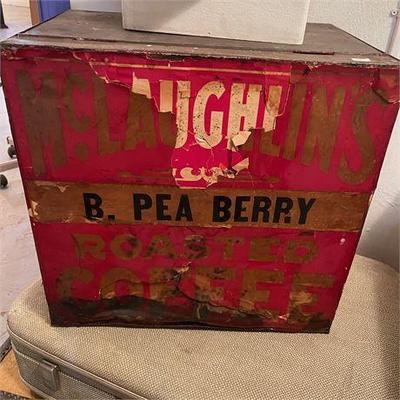 McLAUGHLIN'S
B. PEA BERRY
ROASTED
COFFEE